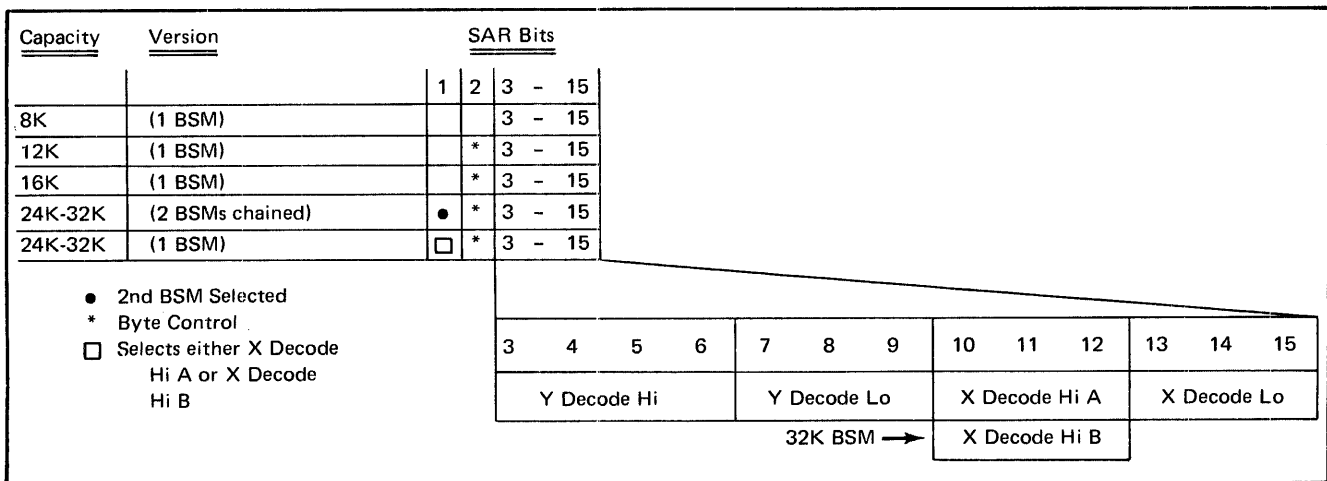 Capacity Version SAR Bits
1 2 3 - 15
8K (1 BSM) 3 - 15
12K (1 BSM) * 3 - 15
16K (1 BSM) * 3 - 15
24K-32K (2 BSMs chained) ● * 3 - 15
24K-32K (1 BSM) □ * 3 - 15
● 2nd BSM Selected
* Byte Control
□ Selects either X Decode
Hi A or X Decode
Hi B
3 4 5 6 7 8 9 10 11 12 13 14 15
Y Decode Hi Y Decode Lo X Decode Hi A X Decode Lo
32K BSM → X Decode Hi B